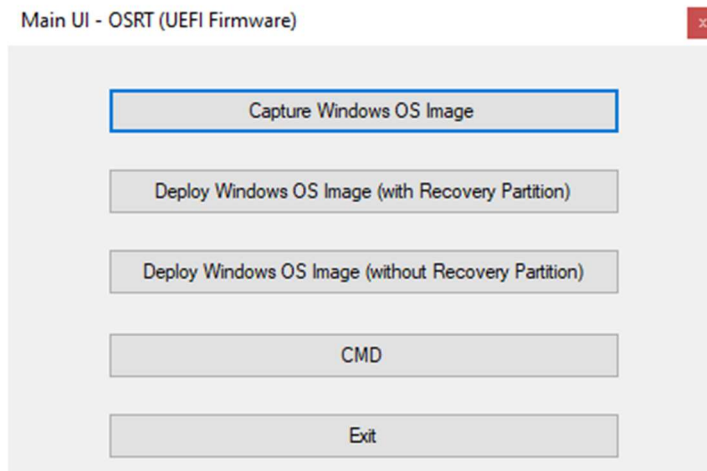 Main UI - OSRT (UEFI Firmware)
x
Capture Windows OS Image
Deploy Windows OS Image (with Recovery Partition)
Deploy Windows OS Image (without Recovery Partition)
CMD
Exit